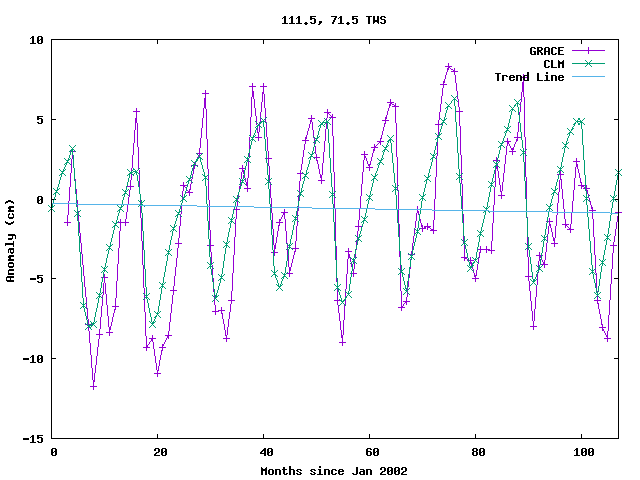 111.5, 71.5 TWS
GRACE
CLM
Trend Line
10
5
0
-5
-10
-15
Anomaly (cm)
0 20 40 60 80 100
Months since Jan 2002